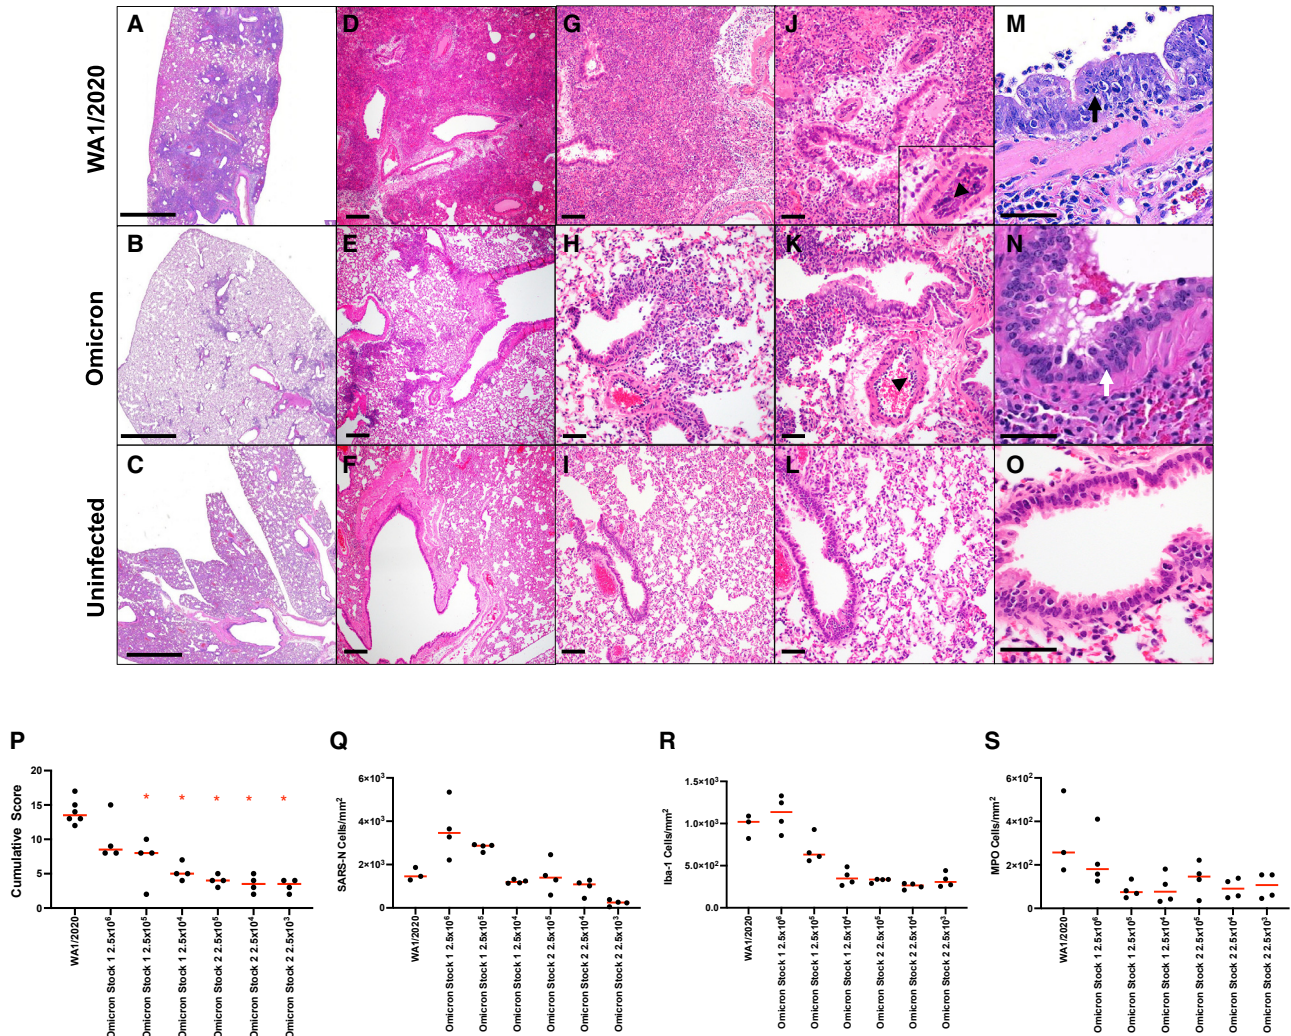 A
D
G
J
M
WA1/2020
B
E
H
K
N
Omicron
C
F
I
L
O
Uninfected
P
Q
R
S
Cumulative Score
20
15
10
5
0
* * * * *
WA1/2020
Omicron Stock 1 2.5x10⁶
Omicron Stock 1 2.5x10⁵
Omicron Stock 1 2.5x10⁴
Omicron Stock 2 2.5x10⁵
Omicron Stock 2 2.5x10⁴
Omicron Stock 2 2.5x10³
SARS-N Cells/mm²
6×10³
4×10³
2×10³
0
WA1/2020
Omicron Stock 1 2.5x10⁶
Omicron Stock 1 2.5x10⁵
Omicron Stock 1 2.5x10⁴
Omicron Stock 2 2.5x10⁵
Omicron Stock 2 2.5x10⁴
Omicron Stock 2 2.5x10³
Iba-1 Cells/mm²
1.5×10³
1.0×10³
5.0×10²
0.0
WA1/2020
Omicron Stock 1 2.5x10⁶
Omicron Stock 1 2.5x10⁵
Omicron Stock 1 2.5x10⁴
Omicron Stock 2 2.5x10⁵
Omicron Stock 2 2.5x10⁴
Omicron Stock 2 2.5x10³
MPO Cells/mm²
6×10²
4×10²
2×10²
0
WA1/2020
Omicron Stock 1 2.5x10⁶
Omicron Stock 1 2.5x10⁵
Omicron Stock 1 2.5x10⁴
Omicron Stock 2 2.5x10⁵
Omicron Stock 2 2.5x10⁴
Omicron Stock 2 2.5x10³